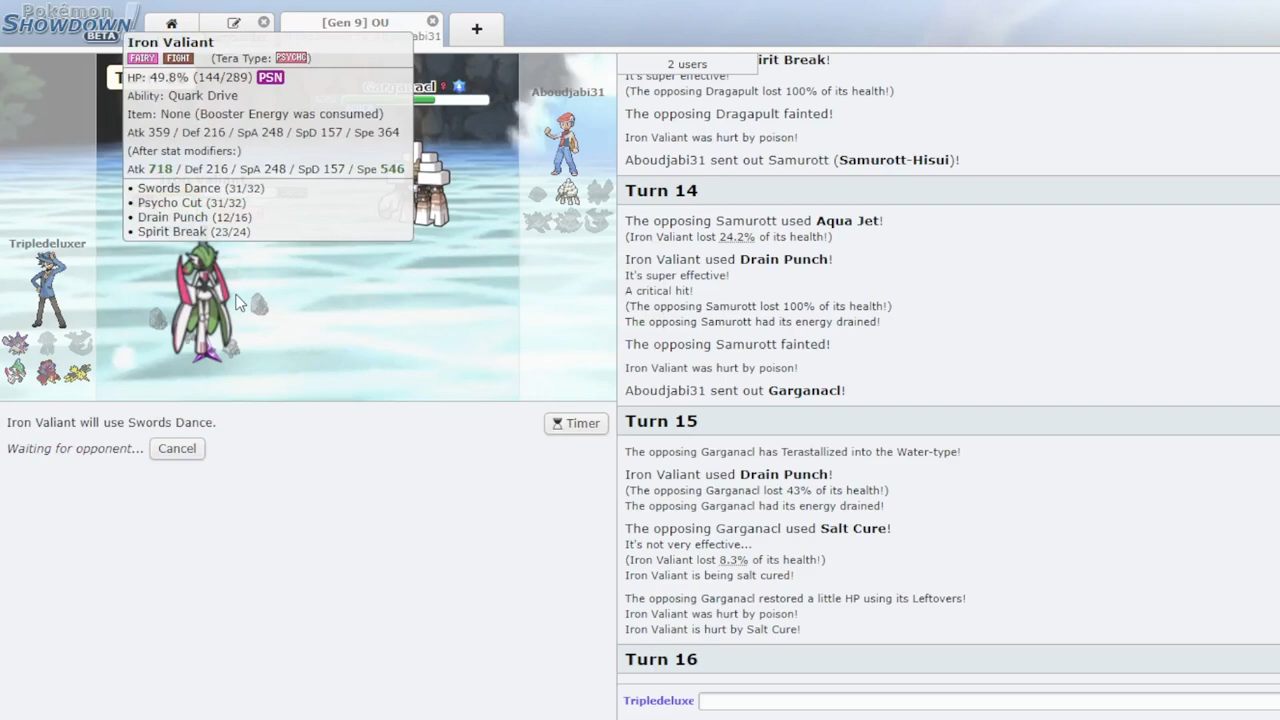 Pokémon
SHOWDOWN!
BETA
[Gen 9] OU
abi31
+
Iron Valiant
FAIRY FIGHT (Tera Type: PSYCHC)
HP: 49.8% (144/289) PSN
Ability: Quark Drive
Item: None (Booster Energy was consumed)
Atk 359 / Def 216 / SpA 248 / SpD 157 / Spe 364
(After stat modifiers:)
Atk 718 / Def 216 / SpA 248 / SpD 157 / Spe 546
• Swords Dance (31/32)
• Psycho Cut (31/32)
• Drain Punch (12/16)
• Spirit Break (23/24)
T
Garganacl
Aboudjabi31
Tripledeluxer
Iron Valiant will use Swords Dance.
Timer
Waiting for opponent... Cancel
2 users
irit Break!
It's super effective!
(The opposing Dragapult lost 100% of its health!)
The opposing Dragapult fainted!
Iron Valiant was hurt by poison!
Aboudjabi31 sent out Samurott (Samurott-Hisui)!
Turn 14
The opposing Samurott used Aqua Jet!
(Iron Valiant lost 24.2% of its health!)
Iron Valiant used Drain Punch!
It's super effective!
A critical hit!
(The opposing Samurott lost 100% of its health!)
The opposing Samurott had its energy drained!
The opposing Samurott fainted!
Iron Valiant was hurt by poison!
Aboudjabi31 sent out Garganacl!
Turn 15
The opposing Garganacl has Terastallized into the Water-type!
Iron Valiant used Drain Punch!
(The opposing Garganacl lost 43% of its health!)
The opposing Garganacl had its energy drained!
The opposing Garganacl used Salt Cure!
It's not very effective...
(Iron Valiant lost 8.3% of its health!)
Iron Valiant is being salt cured!
The opposing Garganacl restored a little HP using its Leftovers!
Iron Valiant was hurt by poison!
Iron Valiant is hurt by Salt Cure!
Turn 16
Tripledeluxe